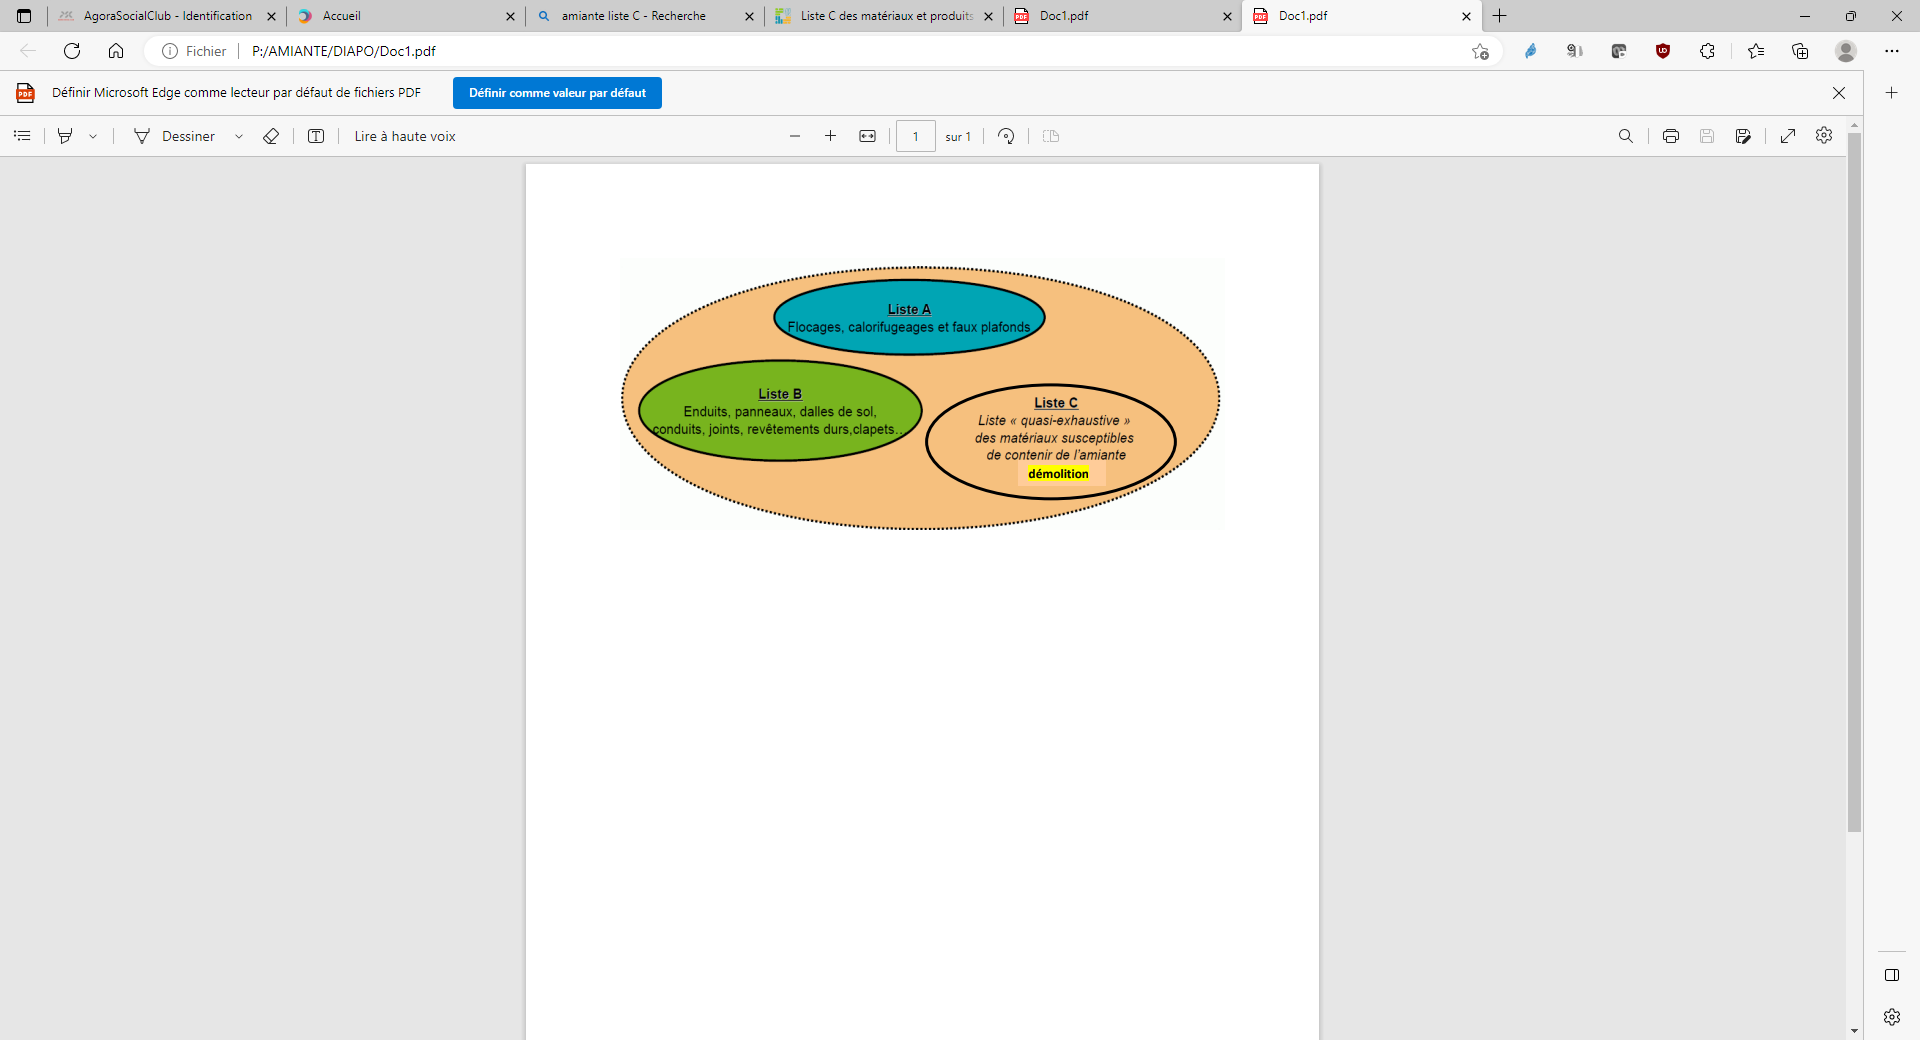 AgoraSocialClub - Identification
Accueil
amiante liste C - Recherche
Liste C des matériaux et produits
Doc1.pdf
Doc1.pdf
Fichier
P:/AMIANTE/DIAPO/Doc1.pdf
Définir Microsoft Edge comme lecteur par défaut de fichiers PDF
Définir comme valeur par défaut
Dessiner
Lire à haute voix
1
sur 1
Liste A
Flocages, calorifugeages et faux plafonds
Liste B
Enduits, panneaux, dalles de sol,
conduits, joints, revêtements durs,clapets...
Liste C
Liste « quasi-exhaustive »
des matériaux susceptibles
de contenir de l'amiante
démolition